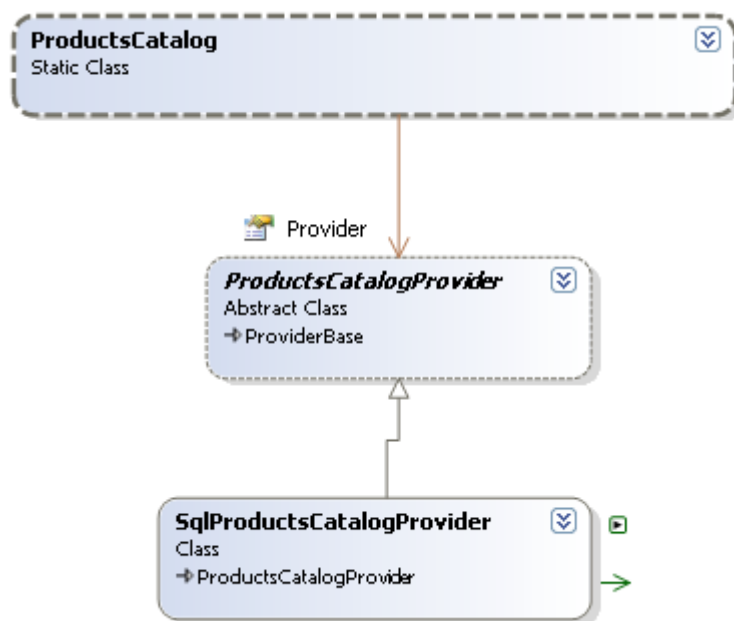 ProductsCatalog
Static Class
Provider
ProductsCatalogProvider
Abstract Class
ProviderBase
SqlProductsCatalogProvider
Class
ProductsCatalogProvider